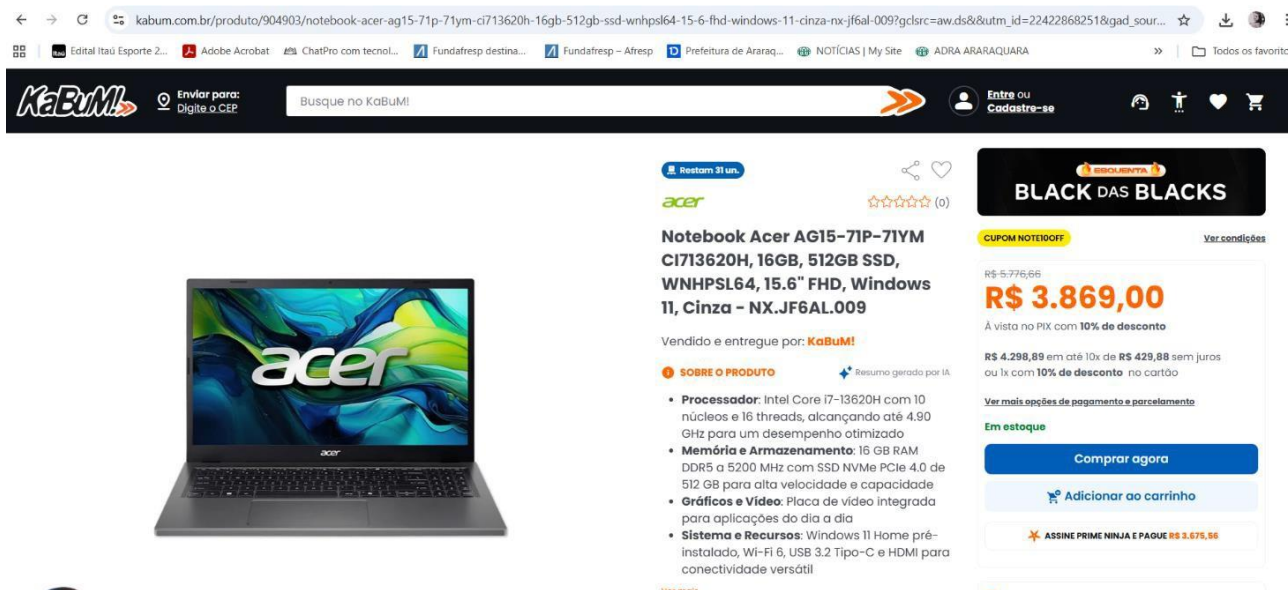 kabum.com.br/produto/904903/notebook-acer-ag15-71p-71ym-ci713620h-16gb-512gb-ssd-wnhpsl64-15-6-fhd-windows-11-cinza-nx-jf6al-009?gclsrc=aw.ds&&utm_id=22422868251&gad_sour...
Edital Itaú Esporte 2...
Adobe Acrobat
ChatPro com tecnol...
Fundafresp destina...
Fundafresp – Afresp
Prefeitura de Araraq...
NOTÍCIAS | My Site
ADRA ARARAQUARA
»
Todos os favorito
KaBuM!
Enviar para:
Digite o CEP
Busque no KaBuM!
Entre ou
Cadastre-se
Restam 31 un.
acer
(0)
Notebook Acer AG15-71P-71YM
CI713620H, 16GB, 512GB SSD,
WNHPSL64, 15.6" FHD, Windows
11, Cinza - NX.JF6AL.009
Vendido e entregue por: KaBuM!
SOBRE O PRODUTO
Resumo gerado por IA
• Processador: Intel Core i7-13620H com 10
núcleos e 16 threads, alcançando até 4.90
GHz para um desempenho otimizado
• Memória e Armazenamento: 16 GB RAM
DDR5 a 5200 MHz com SSD NVMe PCIe 4.0 de
512 GB para alta velocidade e capacidade
• Gráficos e Vídeo: Placa de vídeo integrada
para aplicações do dia a dia
• Sistema e Recursos: Windows 11 Home pré-
instalado, Wi-Fi 6, USB 3.2 Tipo-C e HDMI para
conectividade versátil
acer
acer
ESQUENTA
BLACK DAS BLACKS
CUPOM NOTE10OFF
Ver condições
R$ 5.776,66
R$ 3.869,00
À vista no PIX com 10% de desconto
R$ 4.298,89 em até 10x de R$ 429,88 sem juros
ou 1x com 10% de desconto no cartão
Ver mais opções de pagamento e parcelamento
Em estoque
Comprar agora
Adicionar ao carrinho
ASSINE PRIME NINJA E PAGUE R$ 3.675,56